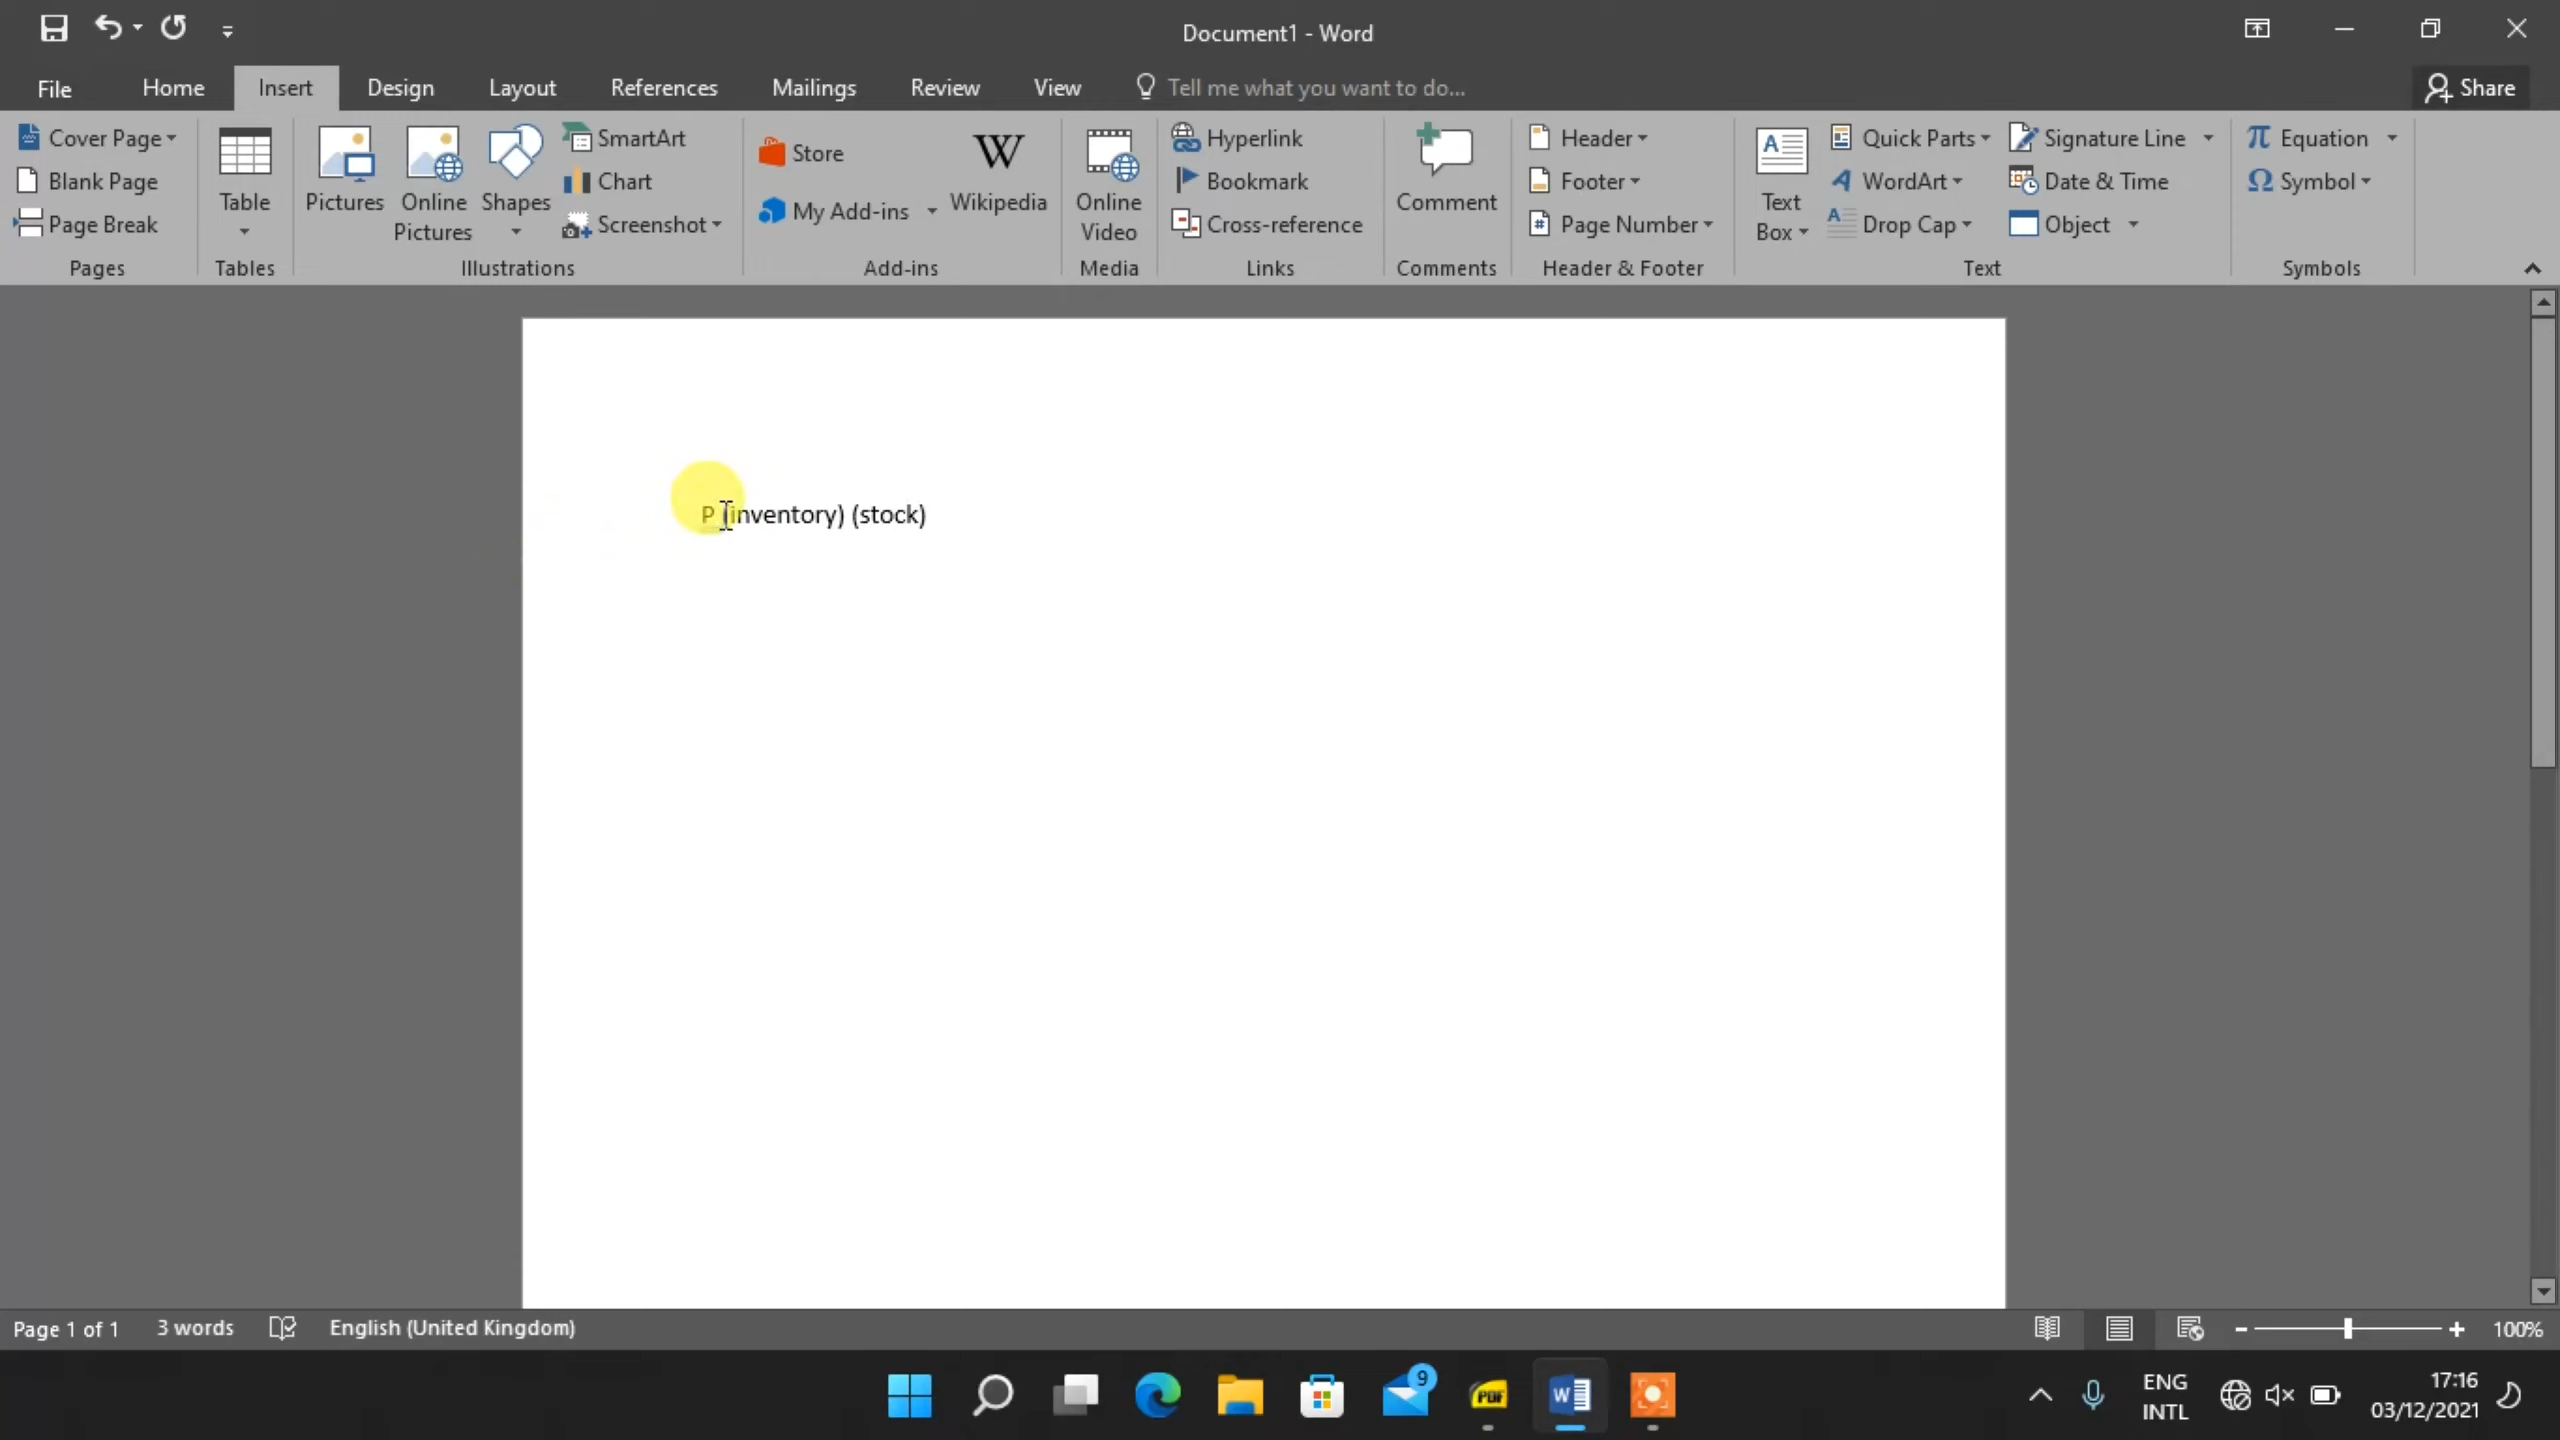 Document1 - Word
File Home Insert Design Layout References Mailings Review View Tell me what you want to do... Share
Cover Page
Blank Page
Page Break
Pages
Table
Tables
Pictures
Online Pictures
Shapes
SmartArt
Chart
Screenshot
Illustrations
Store
My Add-ins
W
Wikipedia
Add-ins
Online Video
Media
Hyperlink
Bookmark
Cross-reference
Links
Comment
Comments
Header
Footer
# Page Number
Header & Footer
A
Text Box
Quick Parts
A WordArt
A Drop Cap
Signature Line
Date & Time
Object
Text
π Equation
Ω Symbol
Symbols
P (inventory) (stock)
Page 1 of 1 3 words English (United Kingdom) - + 100%
9
PDF
W
ENG
INTL
17:16
03/12/2021